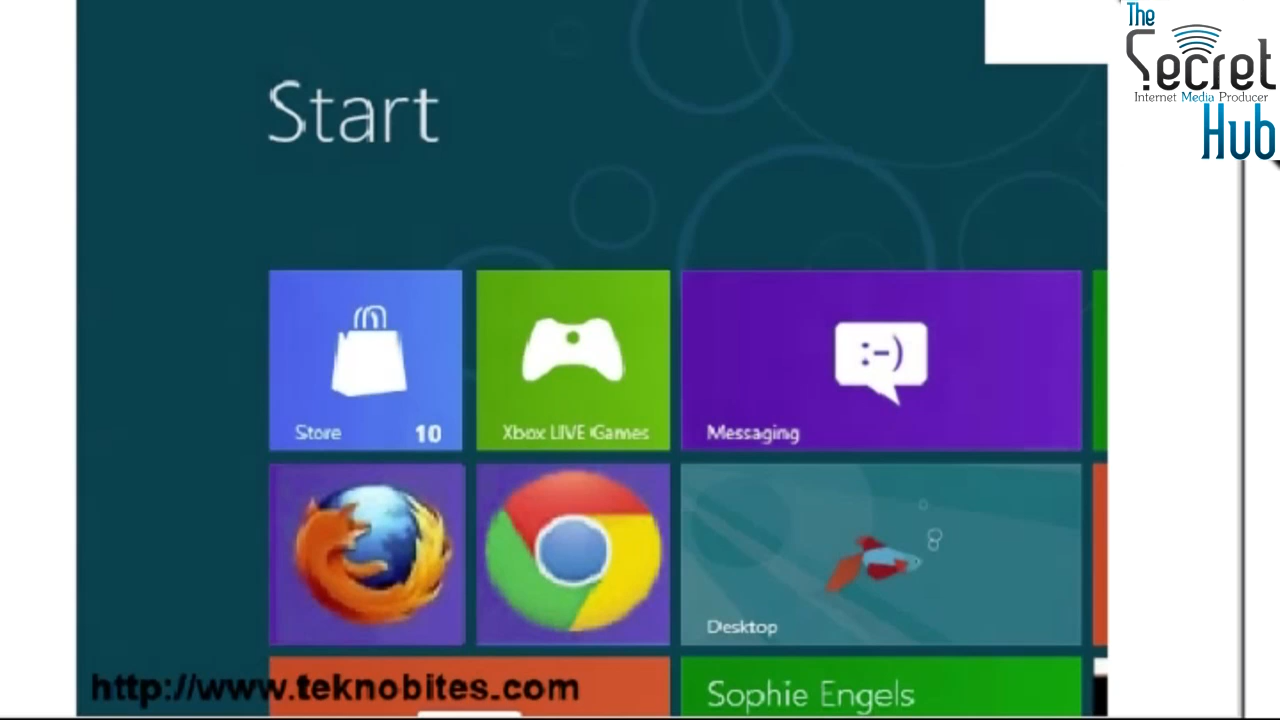 The
Secret
Internet Media Producer
Hub
Start
Store 10
Xbox LIVE Games
Messaging
:-)
Desktop
http://www.teknobites.com
Sophie Engels